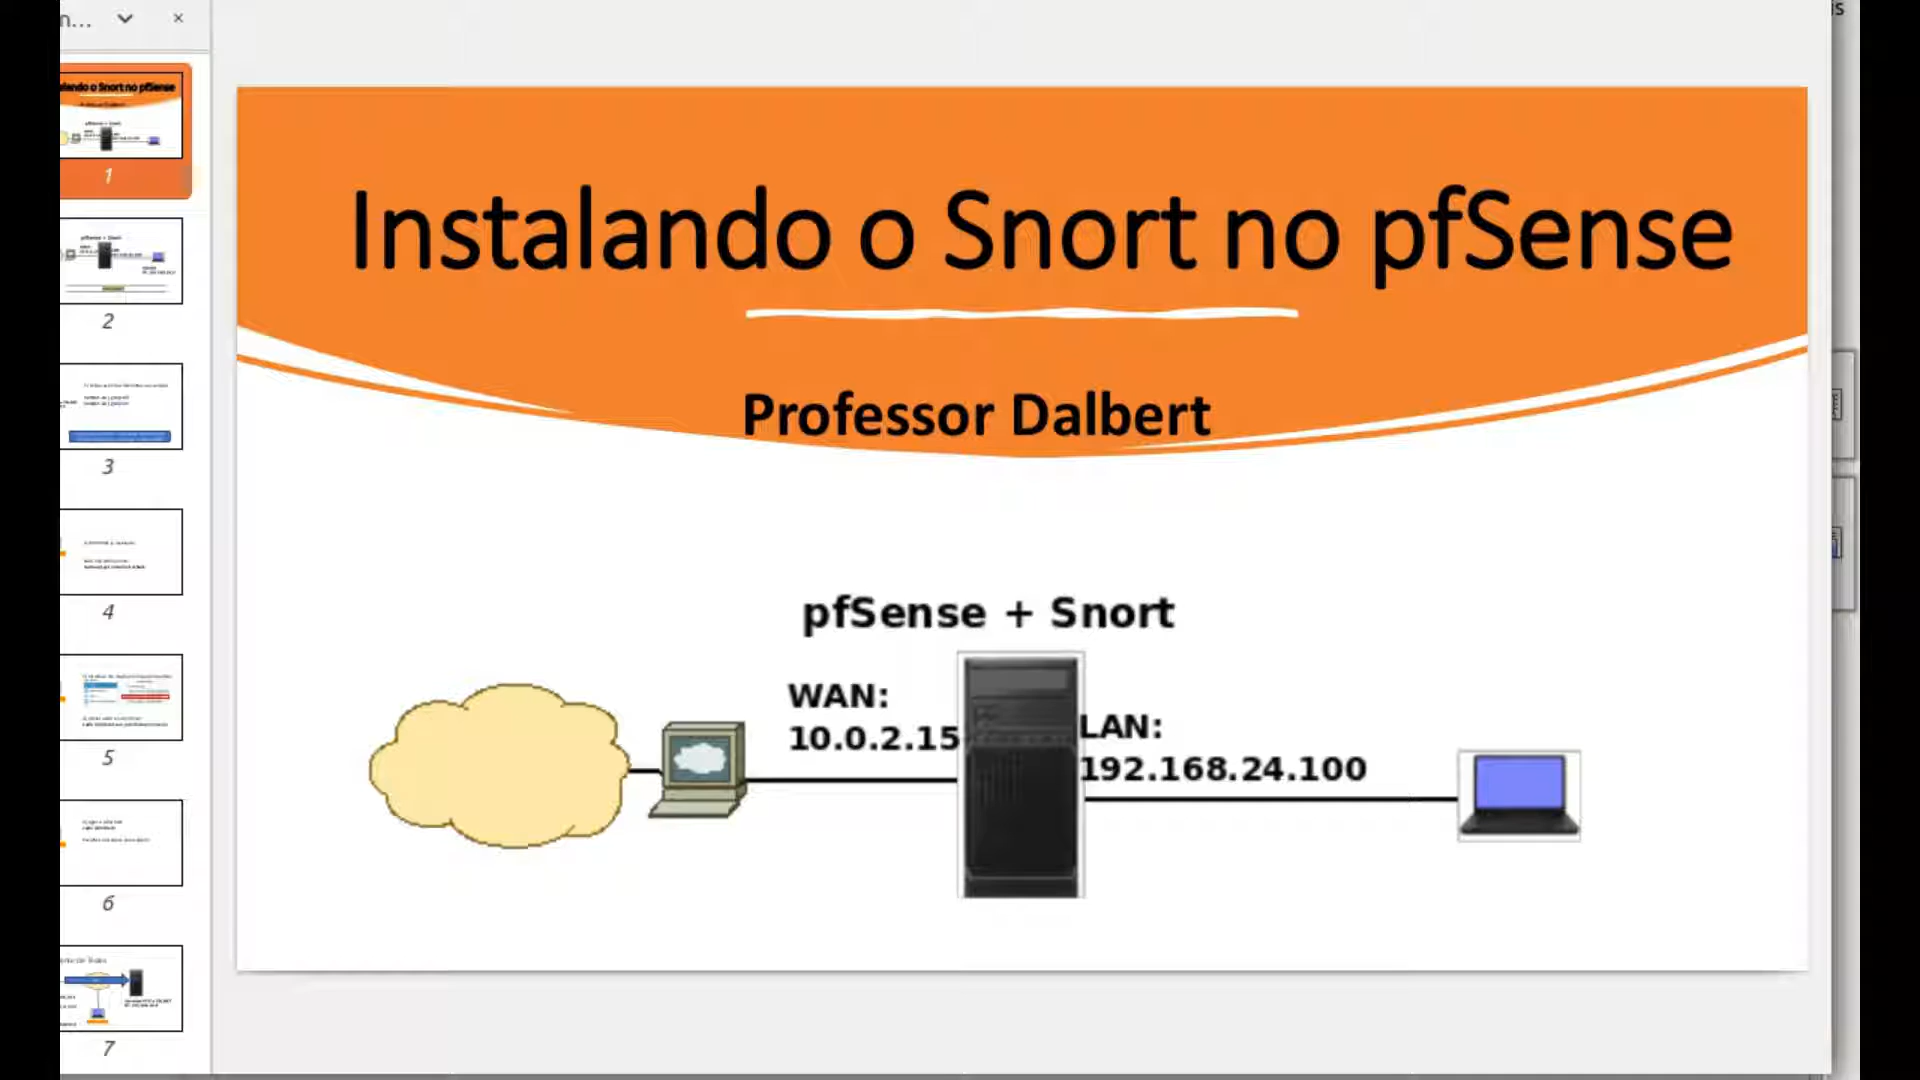 n...
is
Instalando o Snort no pfSense
Professor Dalbert
pfSense + Snort
WAN:
10.0.2.15
LAN:
192.168.24.100
1
2
3
4
5
6
7